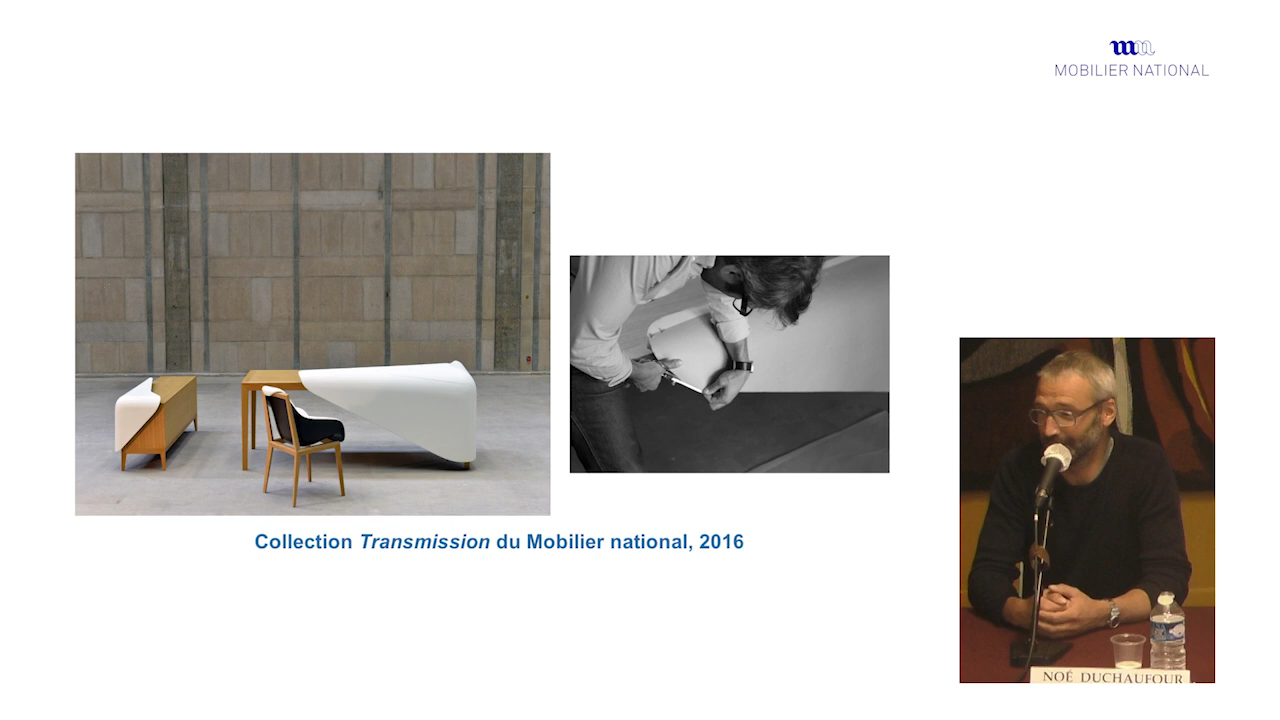 MOBILIER NATIONAL
Collection Transmission du Mobilier national, 2016
NOÉ DUCHAUFOUR